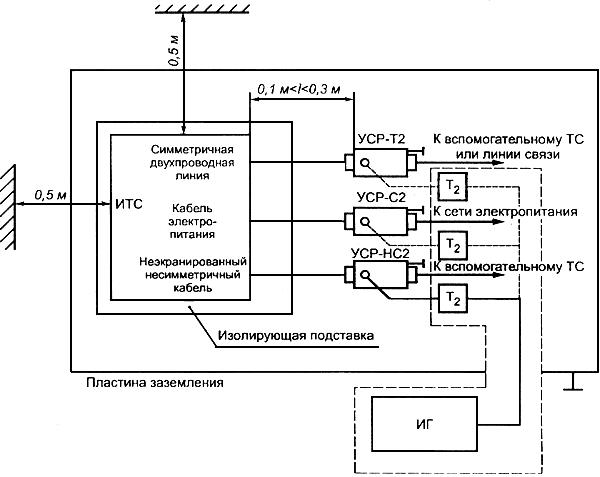 0,5 м
0,1 м<l<0,3 м
УСР-Т2
К вспомогательному ТС
или линии связи
Симметричная
двухпроводная
линия
Т2
0,5 м
ИТС
УСР-С2
К сети электропитания
Кабель
электро-
питания
Т2
УСР-НС2
К вспомогательному ТС
Неэкранированный
несимметричный
кабель
Т2
Изолирующая подставка
Пластина заземления
ИГ